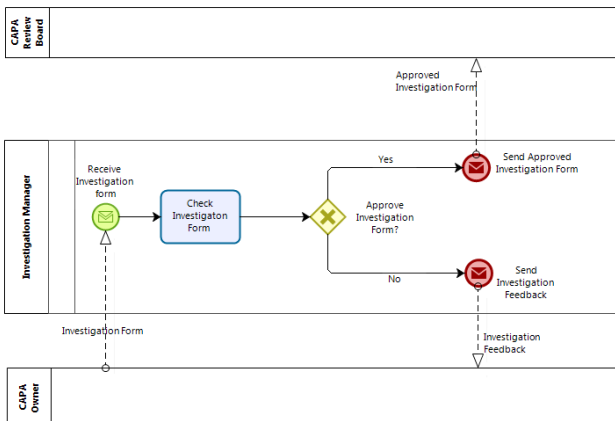 CAPA
Review
Board
Approved
Investigation Form
Investigation Manager
Receive
Investigation
form
Check
Investigaton
Form
Approve
Investigation
Form?
Yes
Send Approved
Investigation Form
No
Send
Investigation
Feedback
Investigation Form
Investigation
Feedback
CAPA
Owner